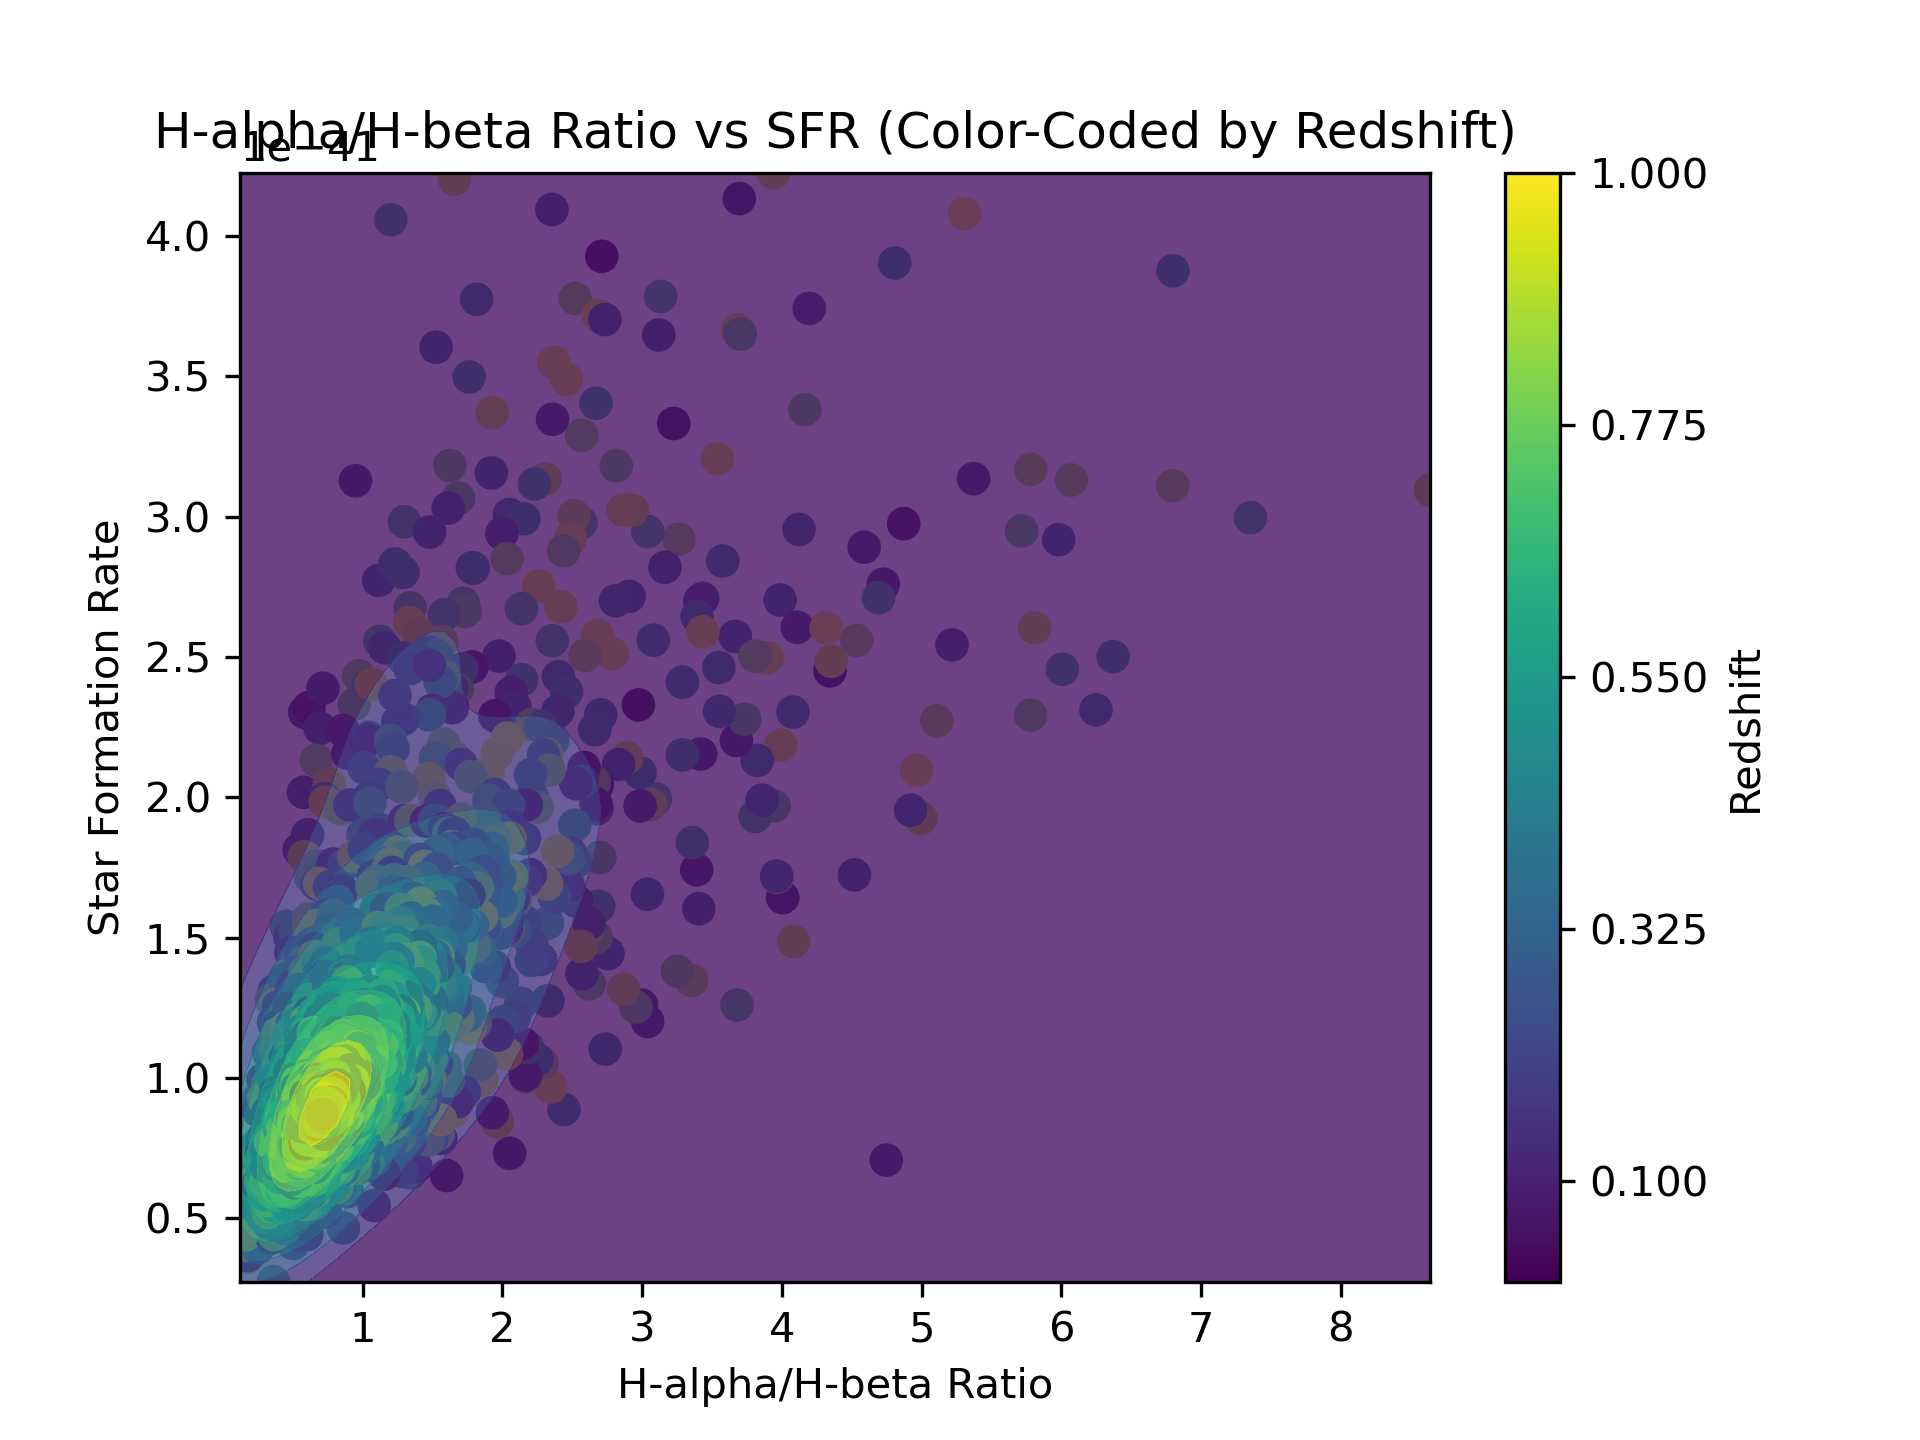 H-alpha/H-beta Ratio vs SFR (Color-Coded by Redshift)
1e−41
4.0
3.5
3.0
2.5
2.0
1.5
1.0
0.5
Star Formation Rate
1 2 3 4 5 6 7 8
H-alpha/H-beta Ratio
1.000
0.775
0.550
0.325
0.100
Redshift